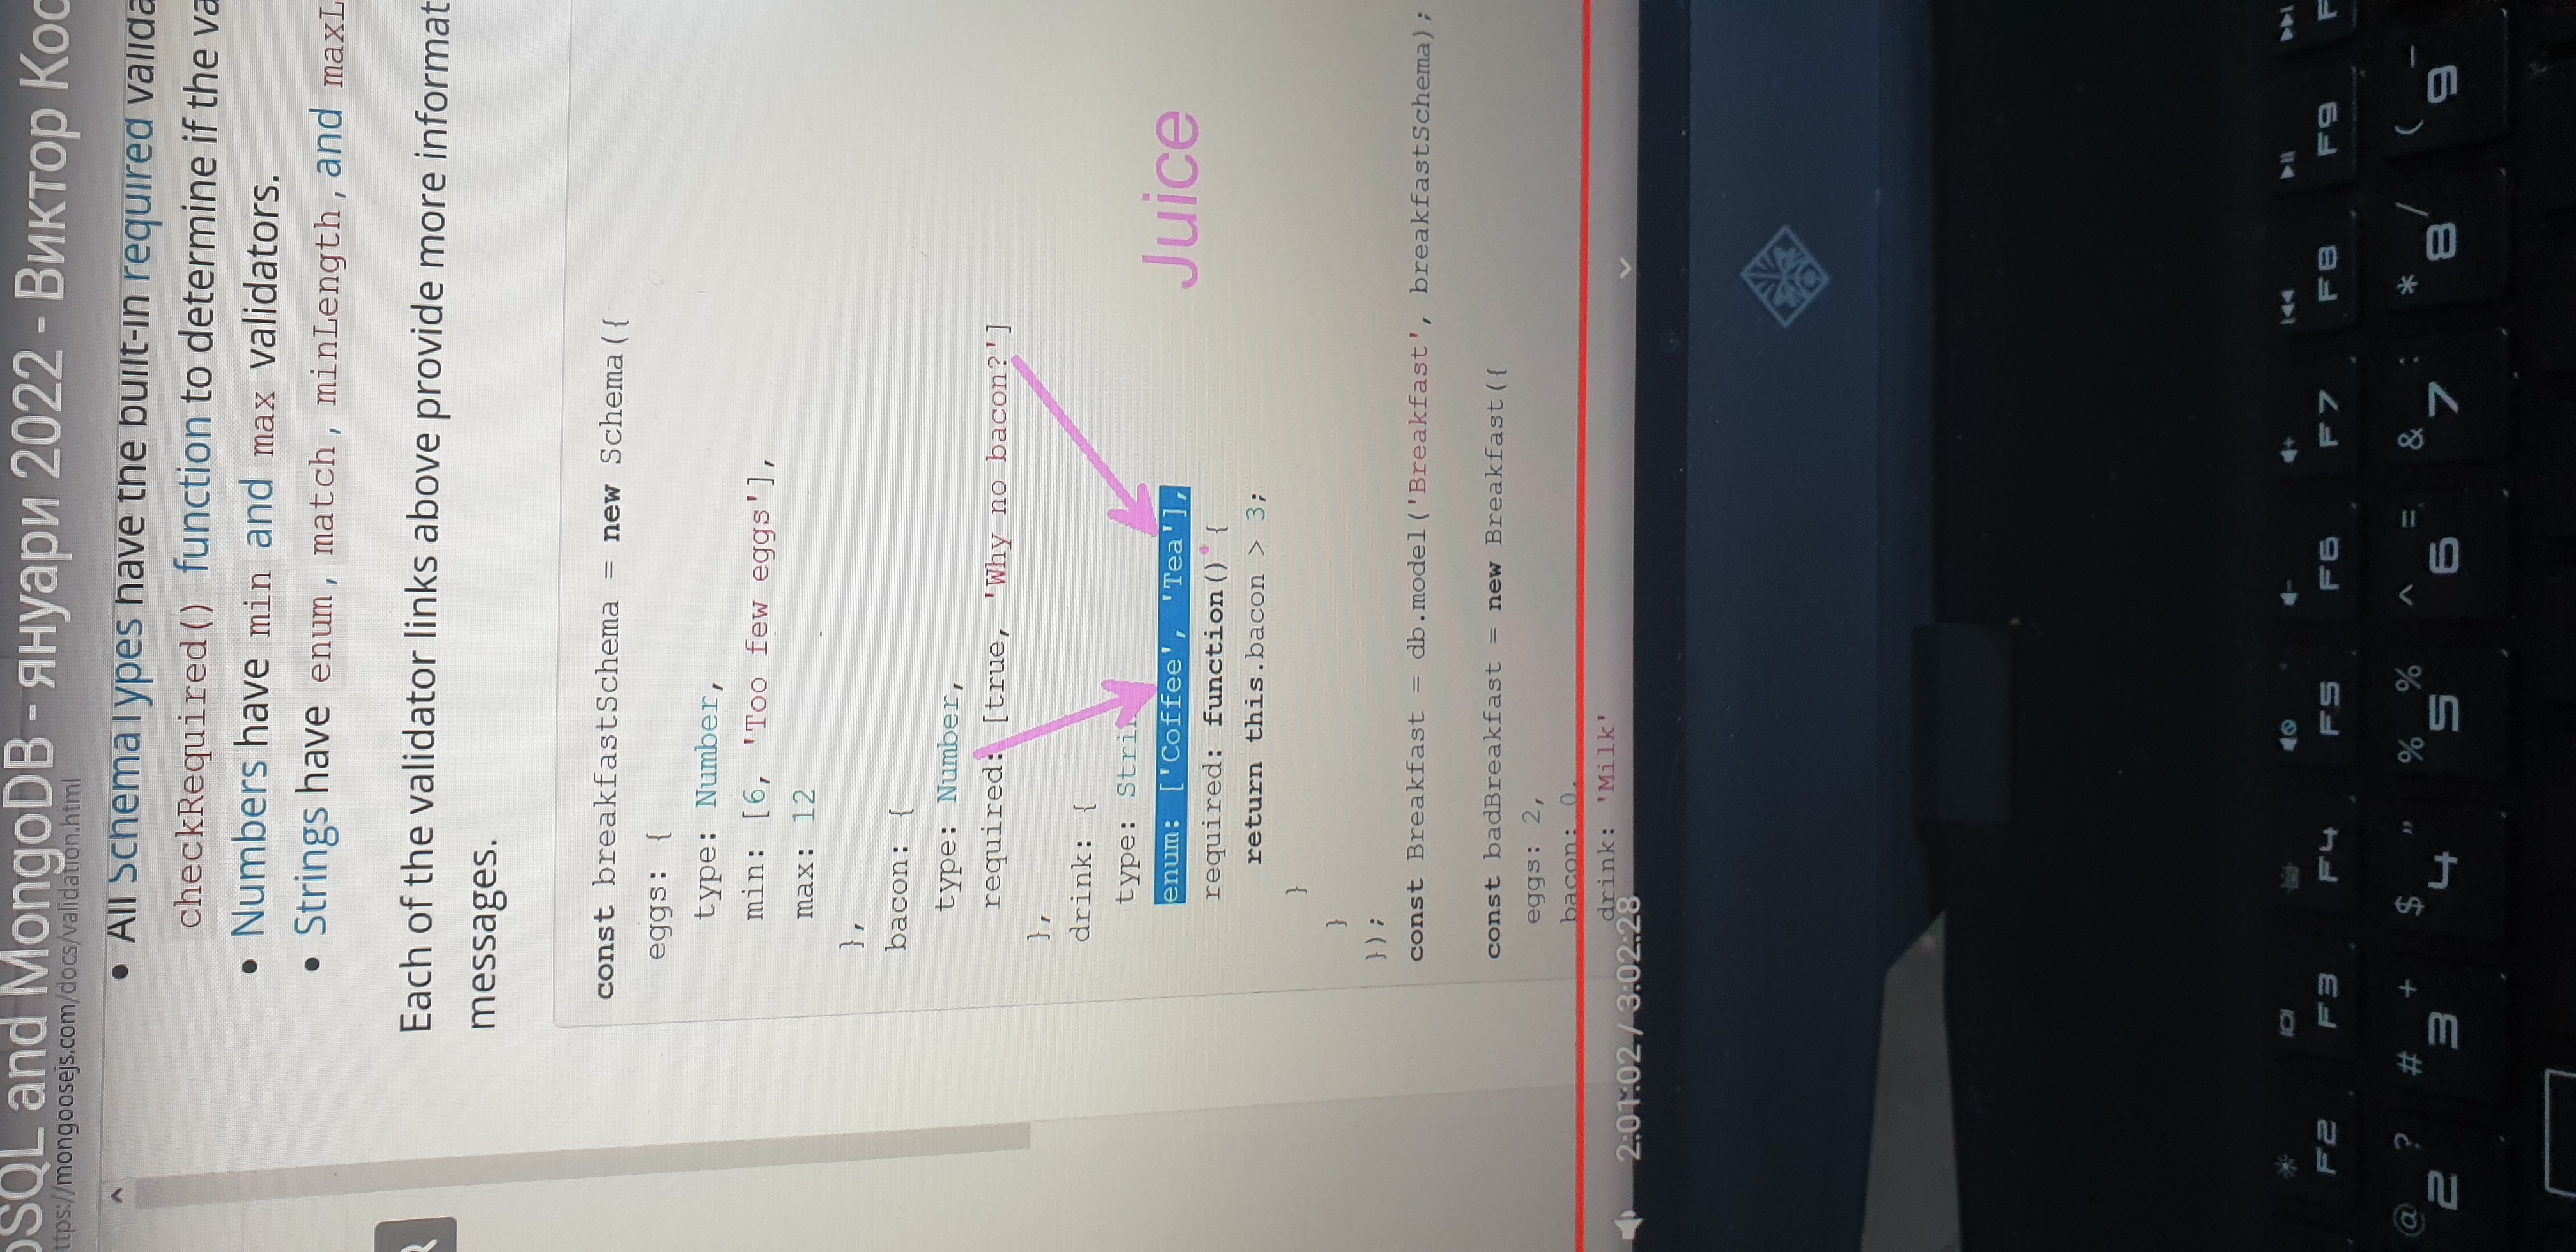 SQL and MongoDB - януари 2022 - Виктор
ttps://mongoosejs.com/docs/validation.html
• All SchemaTypes have the built-in required
checkRequired() function to determine if the
• Numbers have min and max validators.
• Strings have enum, match, minLength, and
Each of the validator links above provide more
messages.
const breakfastSchema = new Schema({
eggs: {
type: Number,
min: [6, 'Too few eggs'],
max: 12
},
bacon: {
type: Number,
required: [true, 'Why no bacon?']
},
drink: {
type:
enum: ['Coffee', 'Tea'],
Juice
required: function() {
return this.bacon > 3;
}
}
});
const Breakfast = db.model('Breakfast', breakfastSchema);
const badBreakfast = new Breakfast({
eggs: 2,
bacon: 0,
drink: 'Milk'
2:01:02 / 3:02:28
F2 F3 F4 F5 F6 F7 F8 F9
@ ? # + $ " % % ^ = & : * / ( -
2 3 4 5 6 7 8 9